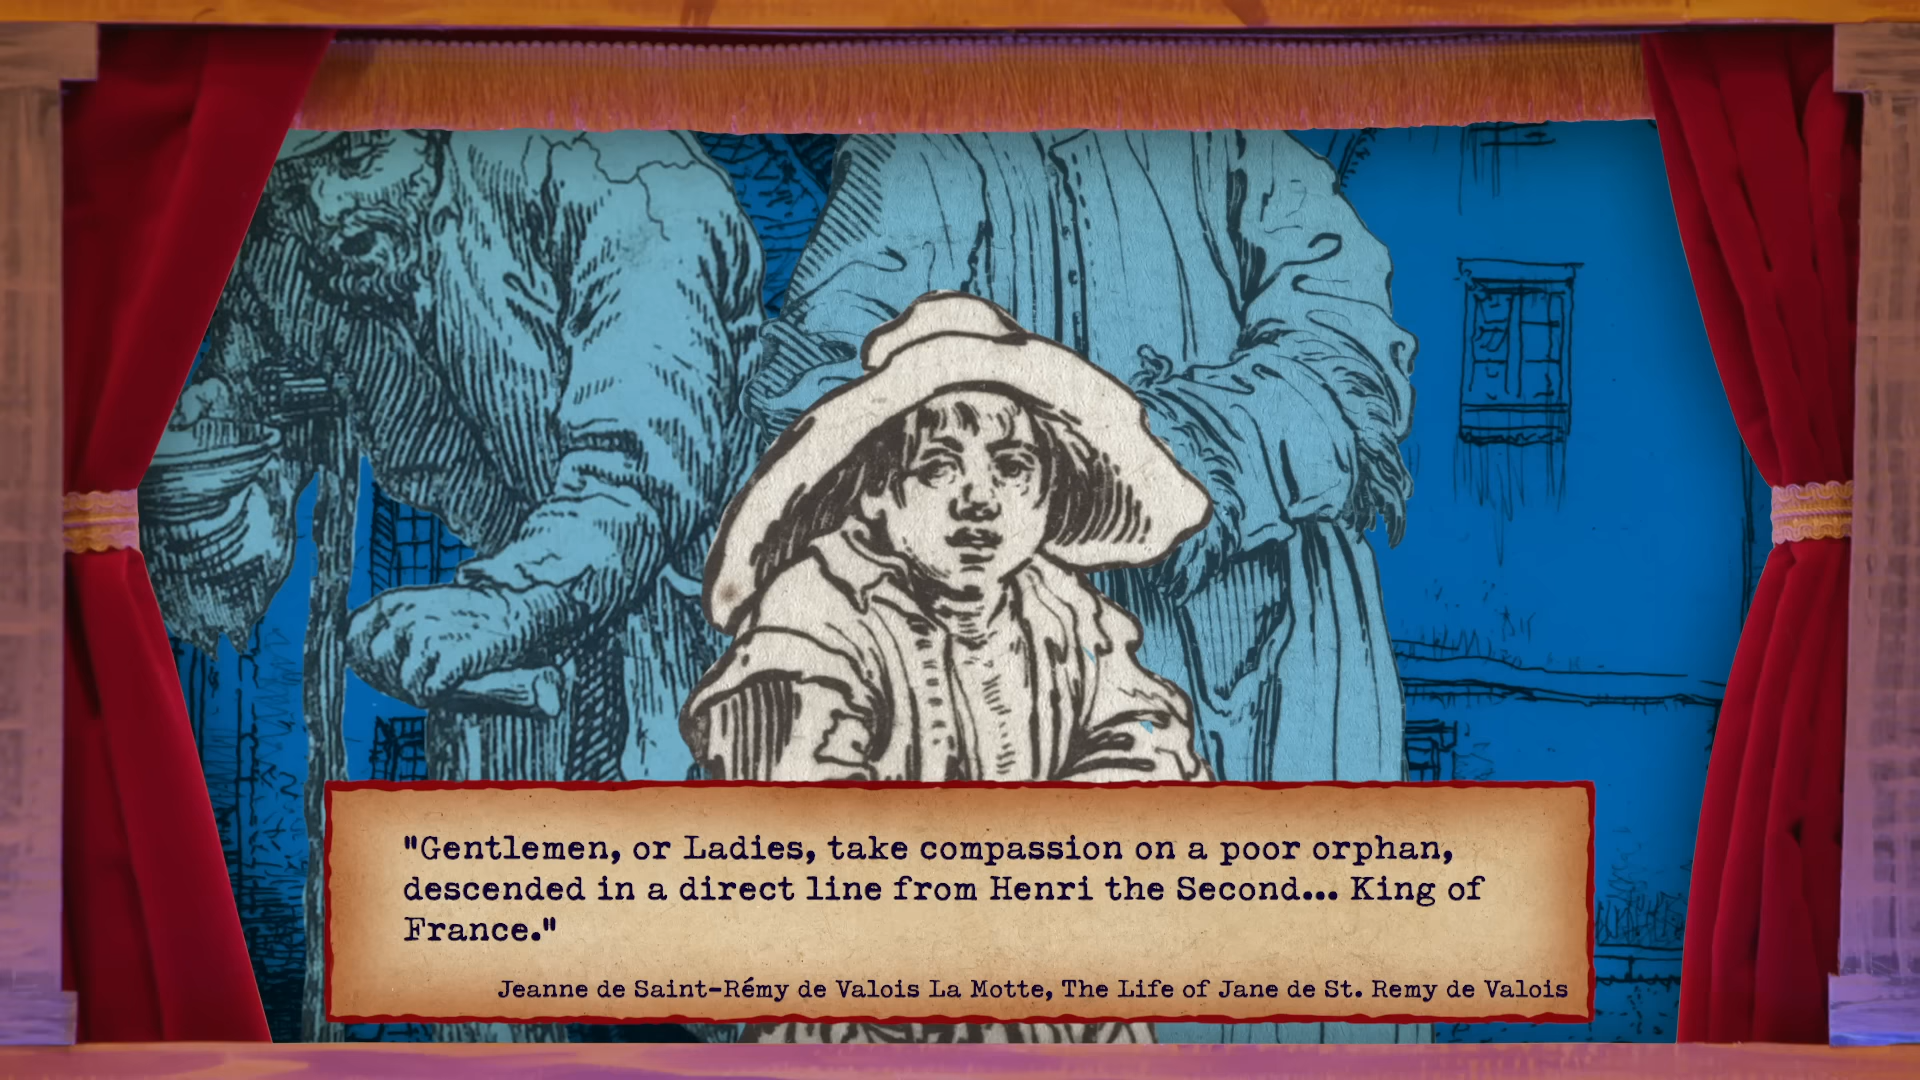 "Gentlemen, or Ladies, take compassion on a poor orphan,
descended in a direct line from Henri the Second... King of
France."
Jeanne de Saint-Rémy de Valois La Motte, The Life of Jane de St. Remy de Valois